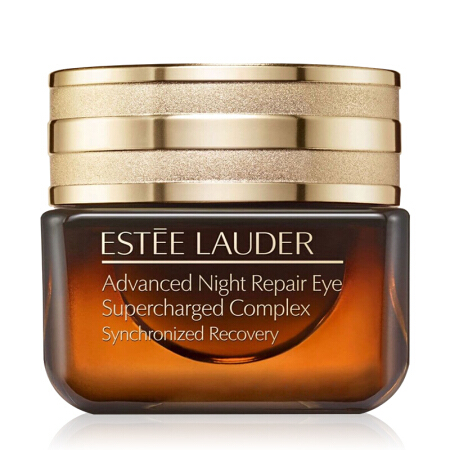 ESTĒE LAUDER
Advanced Night Repair Eye
Supercharged Complex
Synchronized Recovery